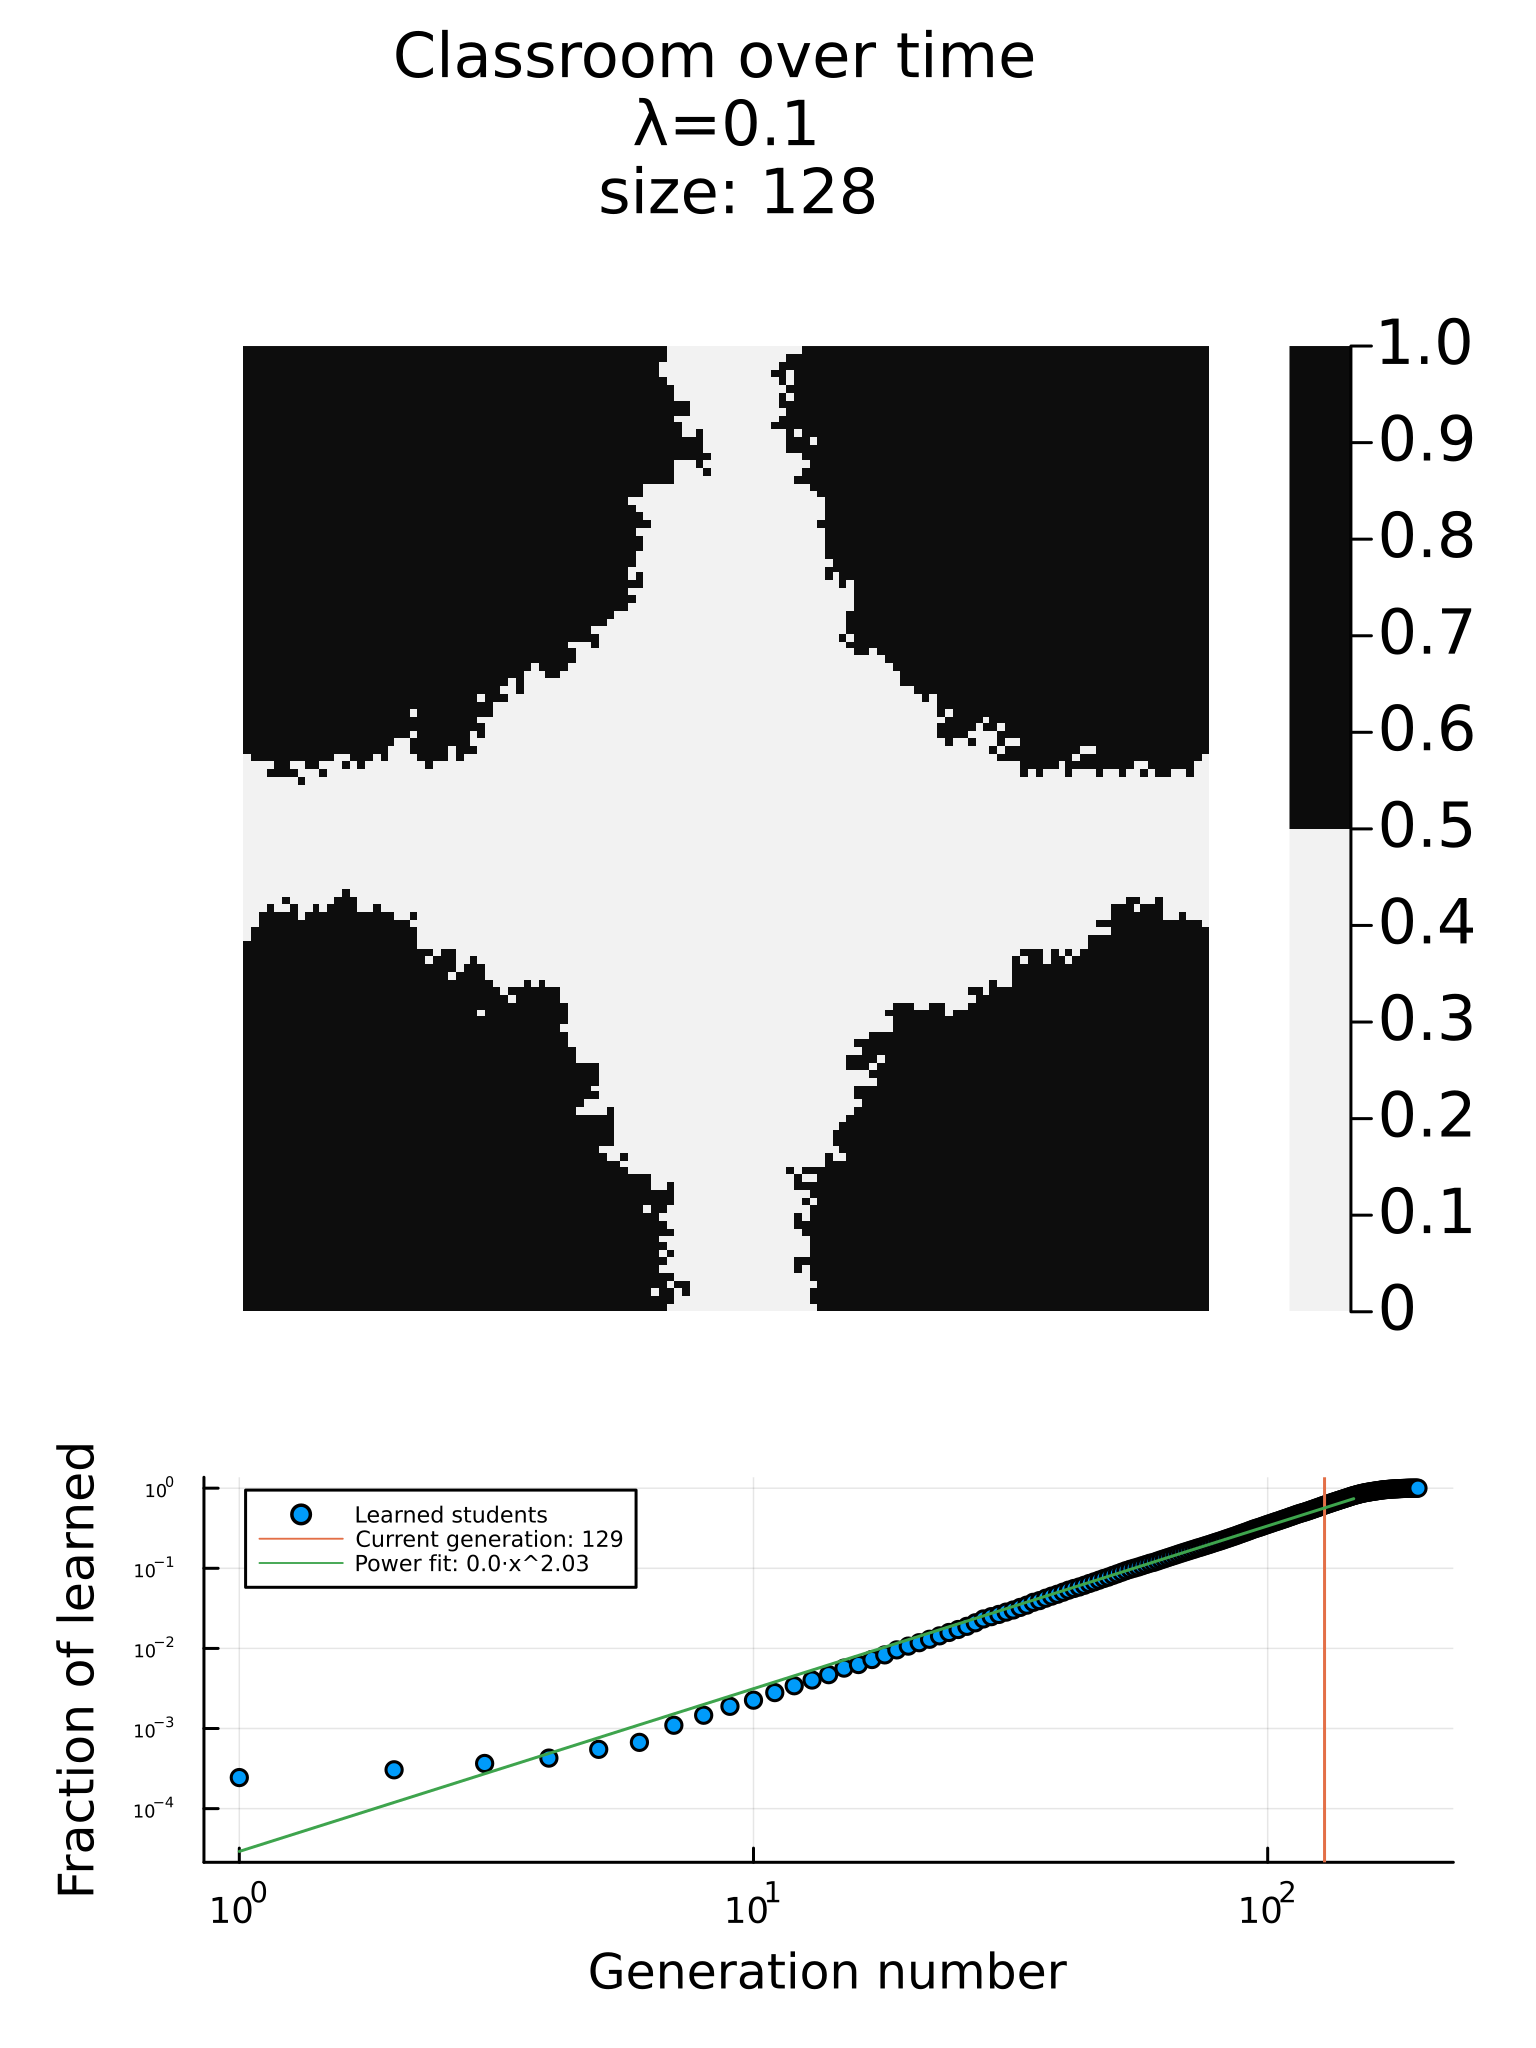 Classroom over time
λ=0.1
size: 128
1.0
0.9
0.8
0.7
0.6
0.5
0.4
0.3
0.2
0.1
0
Fraction of learned
10^0
10^-1
10^-2
10^-3
10^-4
Learned students
Current generation: 129
Power fit: 0.0·x^2.03
10^0 10^1 10^2
Generation number